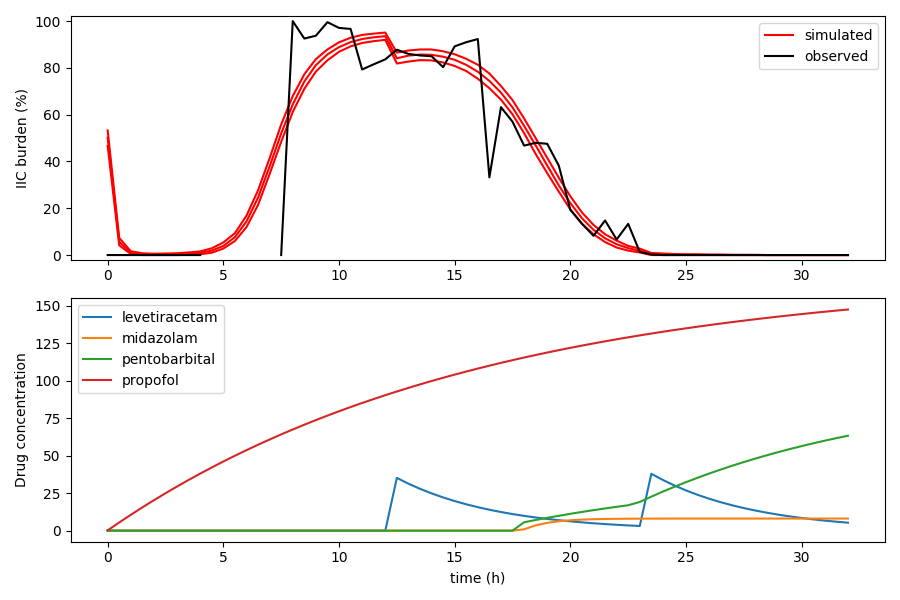 100
80
60
40
20
0
IIC burden (%)
simulated
observed
0 5 10 15 20 25 30
150
125
100
75
50
25
0
Drug concentration
levetiracetam
midazolam
pentobarbital
propofol
0 5 10 15 20 25 30
time (h)